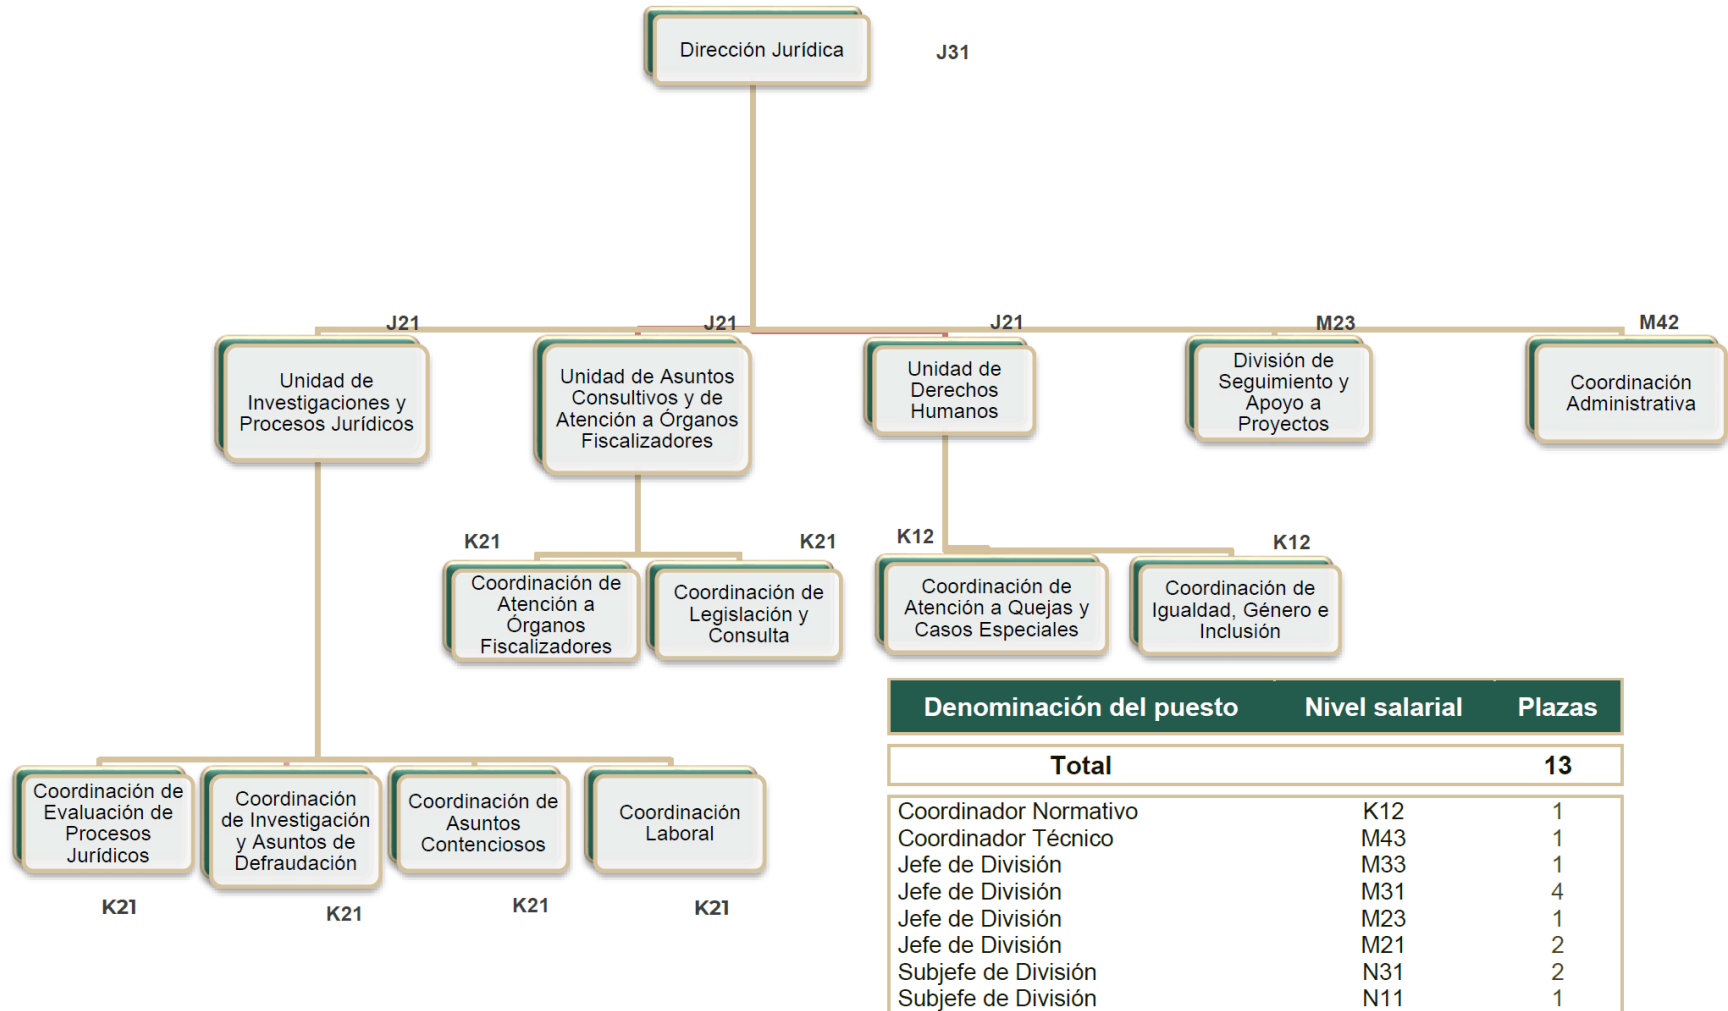 Dirección Jurídica
J31
J21
J21
J21
M23
M42
Unidad de
Investigaciones y
Procesos Jurídicos
Unidad de Asuntos
Consultivos y de
Atención a Órganos
Fiscalizadores
Unidad de
Derechos
Humanos
División de
Seguimiento y
Apoyo a
Proyectos
Coordinación
Administrativa
K21
K21
K12
K12
Coordinación de
Atención a
Órganos
Fiscalizadores
Coordinación de
Legislación y
Consulta
Coordinación de
Atención a Quejas y
Casos Especiales
Coordinación de
Igualdad, Género e
Inclusión
Coordinación de
Evaluación de
Procesos
Jurídicos
Coordinación
de Investigación
y Asuntos de
Defraudación
Coordinación de
Asuntos
Contenciosos
Coordinación
Laboral
K21
K21
K21
K21
Denominación del puesto Nivel salarial Plazas
Total 13
Coordinador Normativo K12 1
Coordinador Técnico M43 1
Jefe de División M33 1
Jefe de División M31 4
Jefe de División M23 1
Jefe de División M21 2
Subjefe de División N31 2
Subjefe de División N11 1